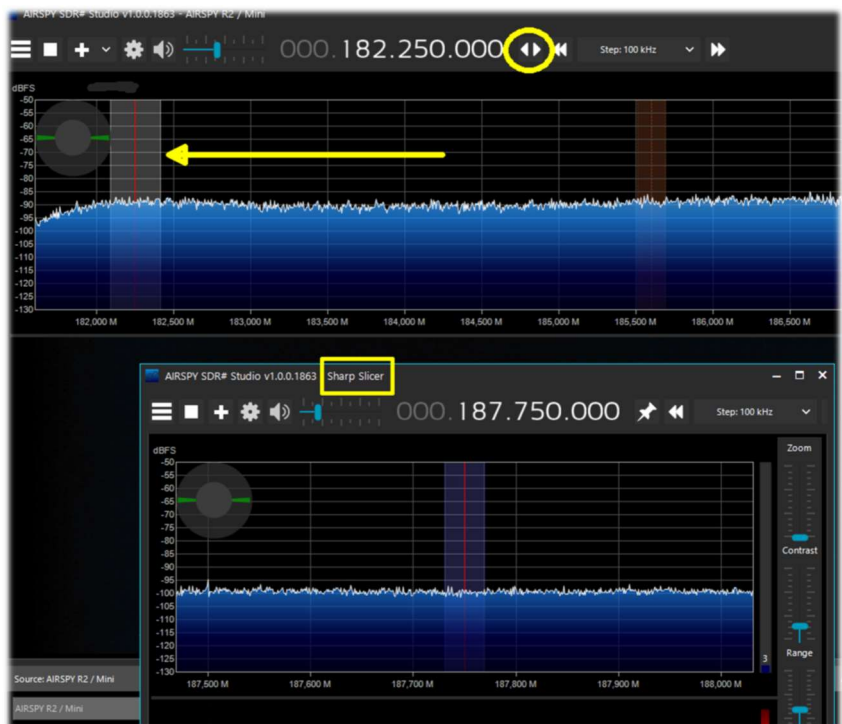 AIRSPY SDR# Studio v1.0.0.1863 - AIRSPY R2 / Mini
000.182.250.000
Step: 100 kHz
dBFS
-50
-55
-60
-65
-70
-75
-80
-85
-90
-95
-100
-105
-110
-115
-120
-125
-130
182,000 M 182,500 M 183,000 M 183,500 M 184,000 M 184,500 M 185,000 M 185,500 M 186,000 M 186,500 M
AIRSPY SDR# Studio v1.0.0.1863 Sharp Slicer
000.187.750.000
Step: 100 kHz
dBFS
-50
-55
-60
-65
-70
-75
-80
-85
-90
-95
-100
-105
-110
-115
-120
-125
-130
187,500 M 187,600 M 187,700 M 187,800 M 187,900 M 188,000 M
3
Zoom
Contrast
Range
Source: AIRSPY R2 / Mini
AIRSPY R2 / Mini